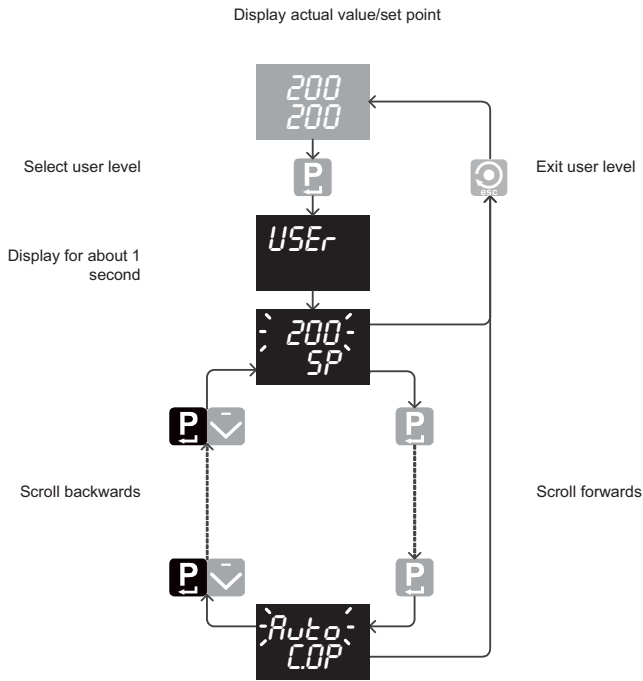 Display actual value/set point
200
200
Select user level
P
esc
Exit user level
USEr
Display for about 1
second
200
SP
P
P
Scroll backwards
Scroll forwards
P
P
Auto
C.OP